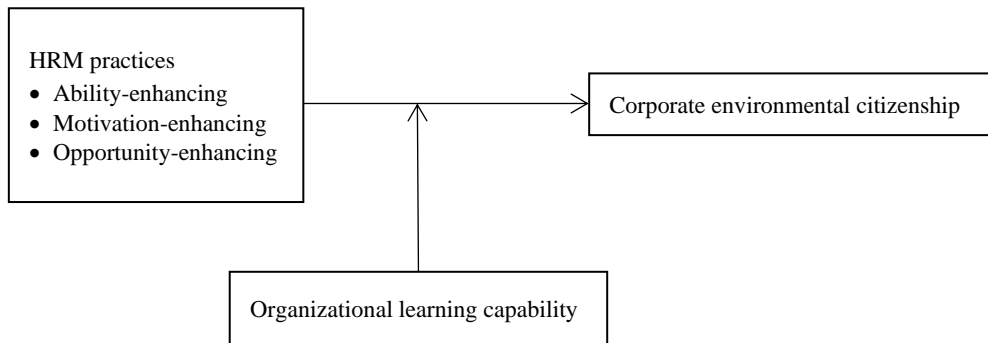 HRM practices
• Ability-enhancing
• Motivation-enhancing
• Opportunity-enhancing
Corporate environmental citizenship
Organizational learning capability